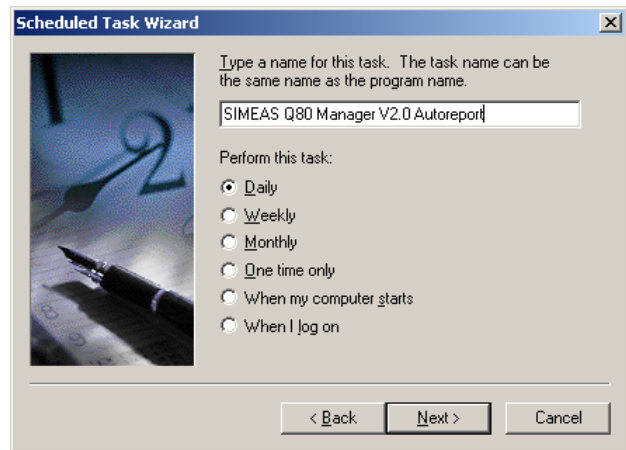 Scheduled Task Wizard
Type a name for this task. The task name can be
the same name as the program name.
SIMEAS Q80 Manager V2.0 Autoreport
Perform this task:
Daily
Weekly
Monthly
One time only
When my computer starts
When I log on
< Back
Next >
Cancel